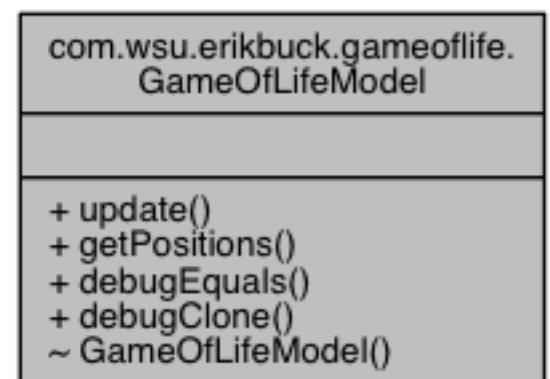 com.wsu.erikbuck.gameoflife.
GameOfLifeModel
+ update()
+ getPositions()
+ debugEquals()
+ debugClone()
~ GameOfLifeModel()